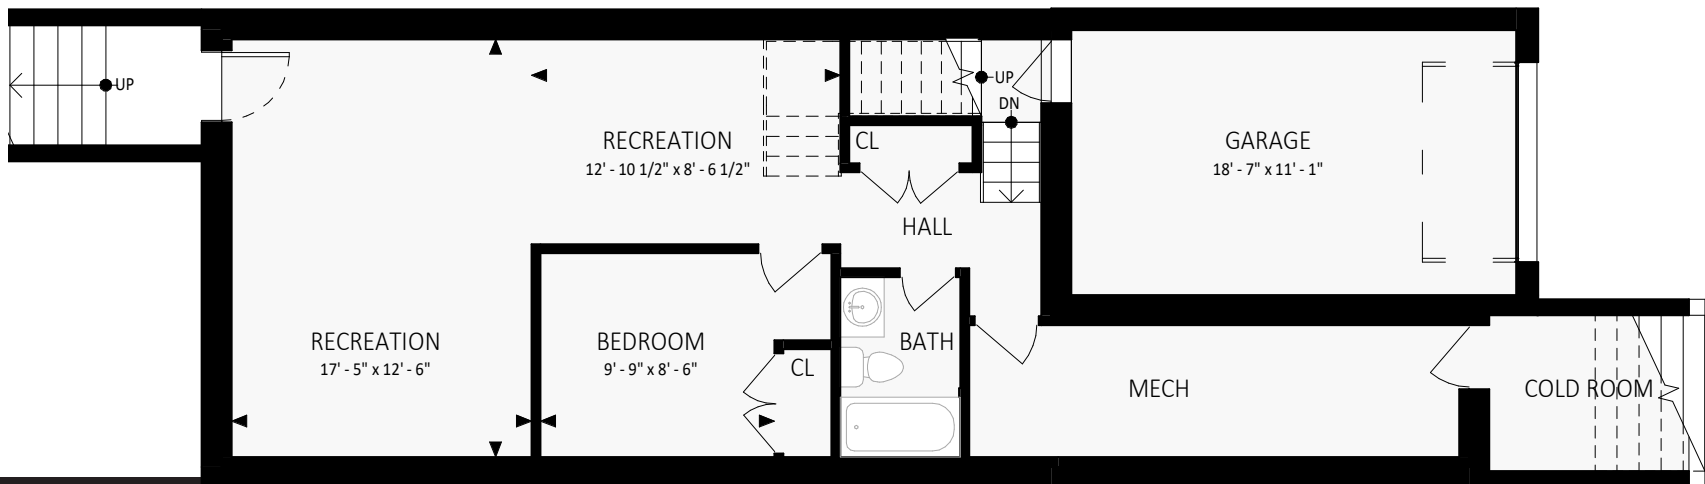 UP
UP
DN
RECREATION
12' - 10 1/2" x 8' - 6 1/2"
CL
GARAGE
18' - 7" x 11' - 1"
HALL
RECREATION
17' - 5" x 12' - 6"
BEDROOM
9' - 9" x 8' - 6"
CL
BATH
MECH
COLD ROOM